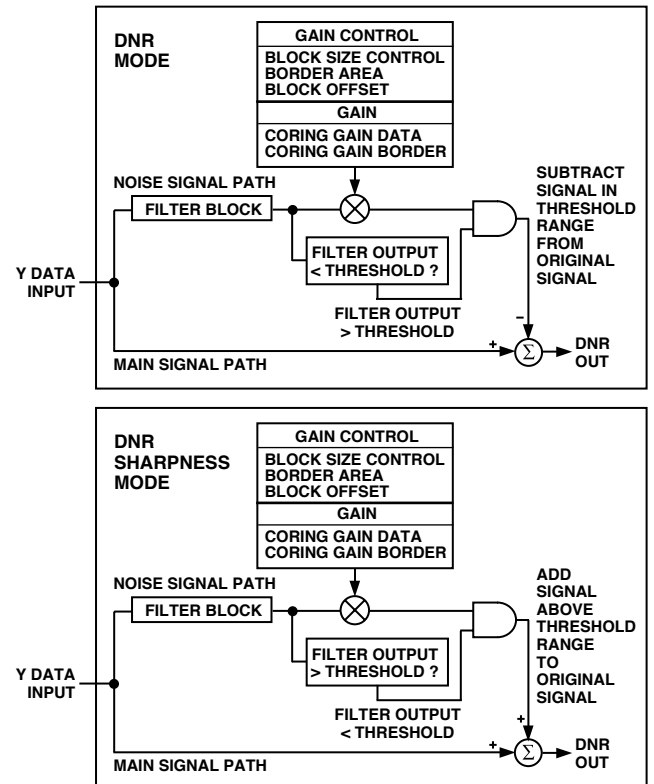 DNR
MODE
GAIN CONTROL
BLOCK SIZE CONTROL
BORDER AREA
BLOCK OFFSET
GAIN
CORING GAIN DATA
CORING GAIN BORDER
NOISE SIGNAL PATH
FILTER BLOCK
FILTER OUTPUT
< THRESHOLD ?
FILTER OUTPUT
> THRESHOLD
SUBTRACT
SIGNAL IN
THRESHOLD
RANGE
FROM
ORIGINAL
SIGNAL
Y DATA
INPUT
MAIN SIGNAL PATH
–
+
Σ
DNR
OUT
DNR
SHARPNESS
MODE
GAIN CONTROL
BLOCK SIZE CONTROL
BORDER AREA
BLOCK OFFSET
GAIN
CORING GAIN DATA
CORING GAIN BORDER
NOISE SIGNAL PATH
FILTER BLOCK
FILTER OUTPUT
> THRESHOLD ?
FILTER OUTPUT
< THRESHOLD
ADD
SIGNAL
ABOVE
THRESHOLD
RANGE
TO
ORIGINAL
SIGNAL
Y DATA
INPUT
MAIN SIGNAL PATH
+
+
Σ
DNR
OUT